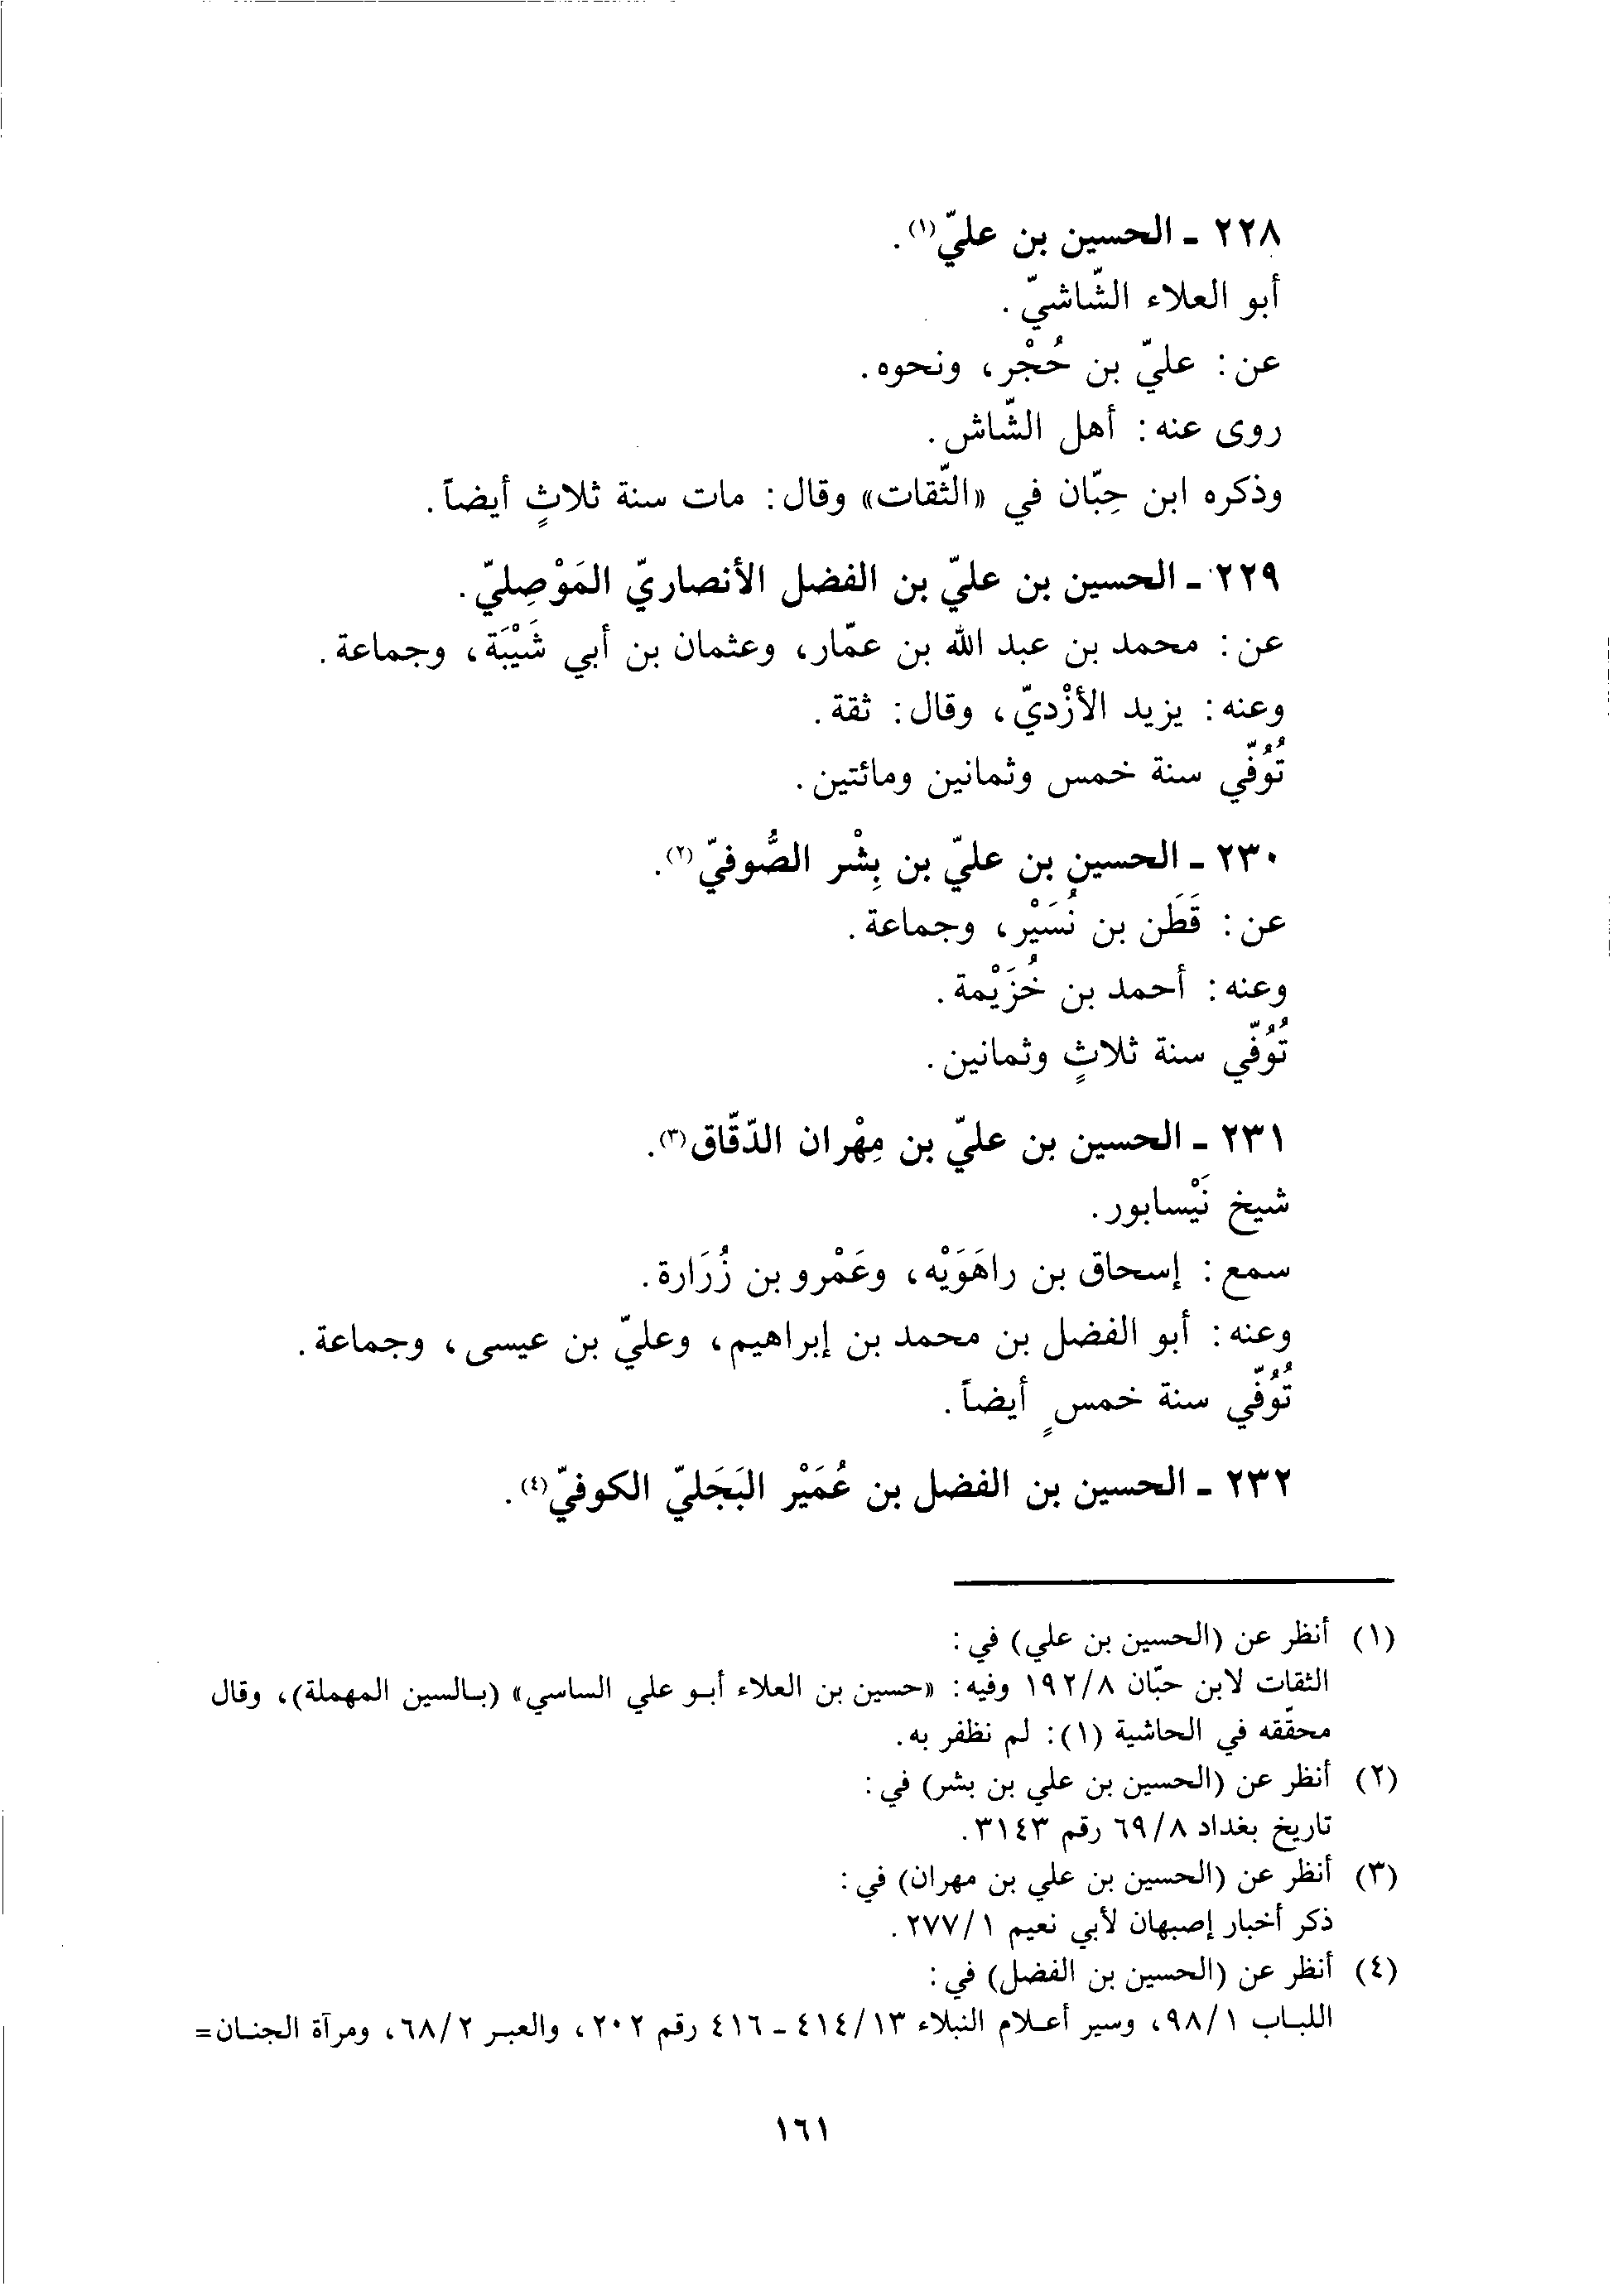 ٢٢٨ ـ الحسين بن عليّ(١).
أبو العلاء الشّاشيّ.
عن: عليّ بن حُجْر، ونحوه.
روى عنه: أهل الشّاش.
وذكره ابن حِبّان في «الثّقات» وقال: مات سنة ثلاثٍ أيضاً.
٢٢٩ ـ الحسين بن عليّ بن الفضل الأنصاريّ المَوْصِليّ.
عن: محمد بن عبد الله بن عمّار، وعثمان بن أبي شَيْبَة، وجماعة.
وعنه: يزيد الأزْديّ، وقال: ثقة.
تُوُفّي سنة خمس وثمانين ومائتين.
٢٣٠ ـ الحسين بن عليّ بن بِشْر الصُّوفيّ(٢).
عن: قَطَن بن نُسَيْر، وجماعة.
وعنه: أحمد بن خُزَيْمة.
تُوُفّي سنة ثلاثٍ وثمانين.
٢٣١ ـ الحسين بن عليّ بن مِهْران الدّقّاق(٣).
شيخ نَيْسابور.
سمع: إسحاق بن راهَوَيْه، وعَمْرو بن زُرَارة.
وعنه: أبو الفضل بن محمد بن إبراهيم، وعليّ بن عيسى، وجماعة.
تُوُفّي سنة خمسٍ أيضاً.
٢٣٢ ـ الحسين بن الفضل بن عُمَيْر البَجَليّ الكوفيّ(٤).
(١) أنظر عن (الحسين بن علي) في:
الثقات لابن حبّان ٨/١٩٢ وفيه: «حسين بن العلاء أبو علي الساسي» (بالسين المهملة)، وقال
محقّقه في الحاشية (١): لم نظفر به.
(٢) أنظر عن (الحسين بن علي بن بشر) في:
تاريخ بغداد ٨/٦٩ رقم ٣١٤٣.
(٣) أنظر عن (الحسين بن علي بن مهران) في:
ذكر أخبار إصبهان لأبي نعيم ١/٢٧٧.
(٤) أنظر عن (الحسين بن الفضل) في:
اللباب ١/٩٨، وسير أعلام النبلاء ١٣/٤١٤ ـ ٤١٦ رقم ٢٠٢، والعبر ٢/٦٨، ومرآة الجنان=
١٦١